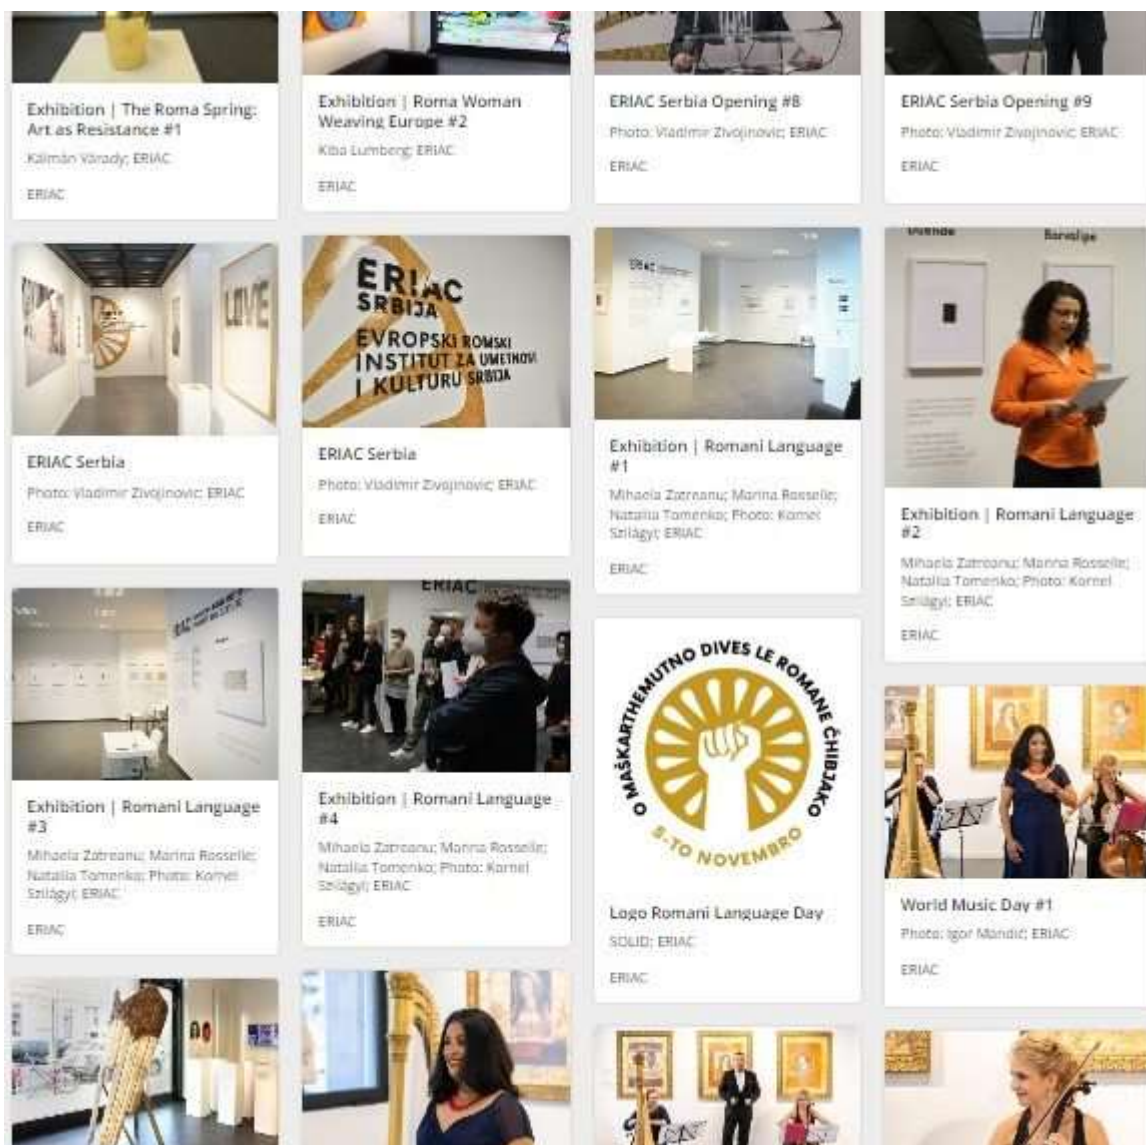 Exhibition | The Roma Spring:
Art as Resistance #1
Kálmán Várady; ERIAC
ERIAC
Exhibition | Roma Woman
Weaving Europe #2
Kiba Lumberg; ERIAC
ERIAC
ERIAC Serbia Opening #8
Photo: Vladimir Zivojinovic; ERIAC
ERIAC
ERIAC Serbia Opening #9
Photo: Vladimir Zivojinovic; ERIAC
ERIAC
LOVE
ERIAC Serbia
Photo: Vladimir Zivojinovic; ERIAC
ERIAC
ERIAC
SRBIJA
EVROPSKI ROMSKI
INSTITUT ZA UMETNOST
I KULTURU SRBIJA
ERIAC Serbia
Photo: Vladimir Zivojinovic; ERIAC
ERIAC
ERIAC
Exhibition | Romani Language
#1
Mihaela Zatreanu; Marina Rosselle;
Natalia Tomenko; Photo: Kornel
Szilágyi; ERIAC
ERIAC
Duende
Barvalipe
Exhibition | Romani Language
#2
Mihaela Zatreanu; Marina Rosselle;
Natalia Tomenko; Photo: Kornel
Szilágyi; ERIAC
ERIAC
ERIAC
Exhibition | Romani Language
#3
Mihaela Zatreanu; Marina Rosselle;
Natalia Tomenko; Photo: Kornel
Szilágyi; ERIAC
ERIAC
ERIAC
Exhibition | Romani Language
#4
Mihaela Zatreanu; Marina Rosselle;
Natalia Tomenko; Photo: Kornel
Szilágyi; ERIAC
ERIAC
O MAŠKARTHEMUTNO DIVES LE ROMANE ĆHIBJAKO
5-TO NOVEMBRO
Logo Romani Language Day
SOLID; ERIAC
ERIAC
World Music Day #1
Photo: Igor Mandić; ERIAC
ERIAC